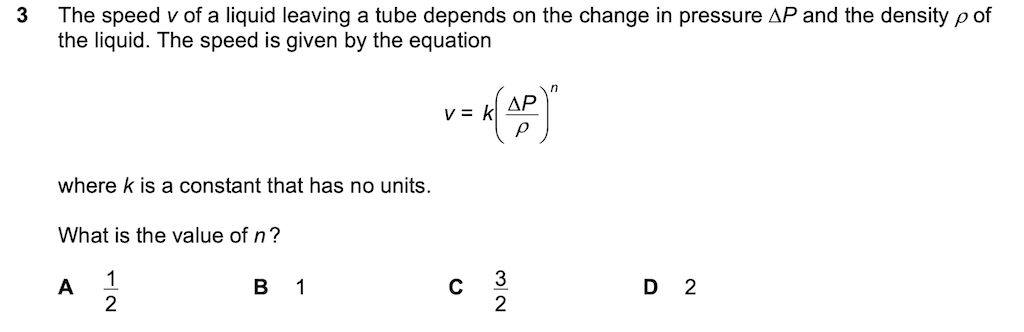 3 The speed v of a liquid leaving a tube depends on the change in pressure ΔP and the density ρ of
the liquid. The speed is given by the equation
v = k(ΔP/ρ)ⁿ
where k is a constant that has no units.
What is the value of n?
A 1/2 B 1 C 3/2 D 2